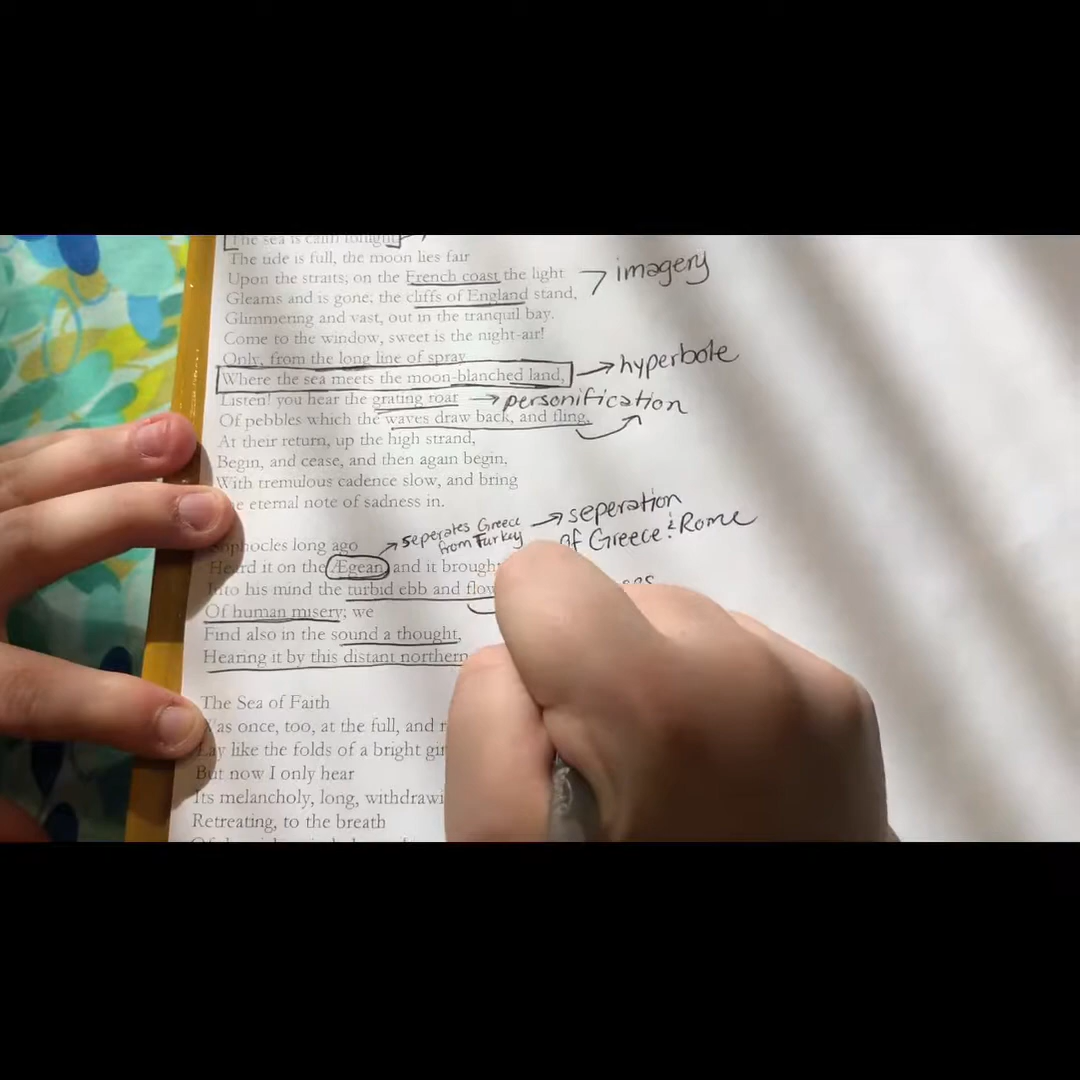 The sea is calm tonight.
The tide is full, the moon lies fair
Upon the straits; on the French coast the light
Gleams and is gone; the cliffs of England stand,
imagery
Glimmering and vast, out in the tranquil bay.
Come to the window, sweet is the night-air!
Only, from the long line of spray
Where the sea meets the moon-blanched land,
hyperbole
Listen! you hear the grating roar
personification
Of pebbles which the waves draw back, and fling,
At their return, up the high strand,
Begin, and cease, and then again begin,
With tremulous cadence slow, and bring
eternal note of sadness in.
Sophocles long ago
seperates Greece
from Turkey
seperation
of Greece & Rome
Heard it on the Ægean, and it brought
Into his mind the turbid ebb and flow
Of human misery; we
Find also in the sound a thought,
Hearing it by this distant northern
The Sea of Faith
Was once, too, at the full, and
Lay like the folds of a bright
But now I only hear
Its melancholy, long,
Retreating, to the breath